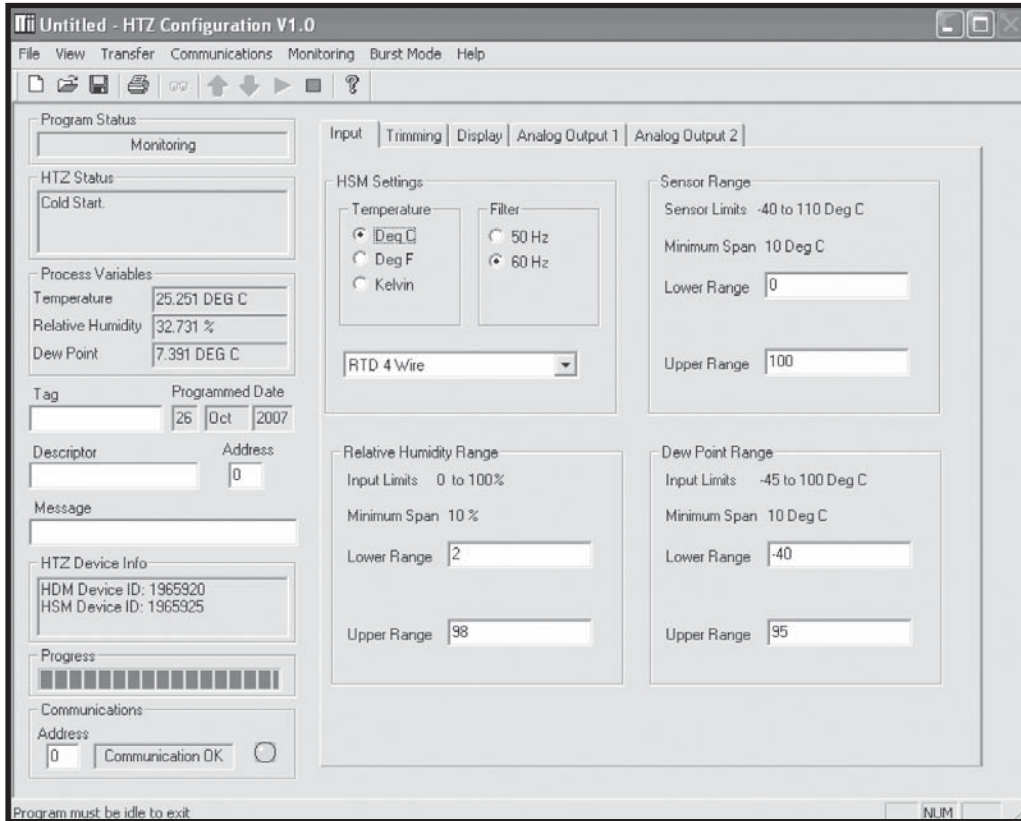 Untitled - HTZ Configuration V1.0
File View Transfer Communications Monitoring Burst Mode Help
Program Status
Monitoring
HTZ Status
Cold Start.
Process Variables
Temperature 25.251 DEG C
Relative Humidity 32.731 %
Dew Point 7.391 DEG C
Tag Programmed Date
26 Oct 2007
Descriptor Address
0
Message
HTZ Device Info
HDM Device ID: 1965920
HSM Device ID: 1965925
Progress
Communications
Address
0 Communication OK
Input Trimming Display Analog Output 1 Analog Output 2
HSM Settings
Temperature
Deg C
Deg F
Kelvin
Filter
50 Hz
60 Hz
RTD 4 Wire
Sensor Range
Sensor Limits -40 to 110 Deg C
Minimum Span 10 Deg C
Lower Range 0
Upper Range 100
Relative Humidity Range
Input Limits 0 to 100%
Minimum Span 10 %
Lower Range 2
Upper Range 98
Dew Point Range
Input Limits -45 to 100 Deg C
Minimum Span 10 Deg C
Lower Range -40
Upper Range 95
Program must be idle to exit NUM